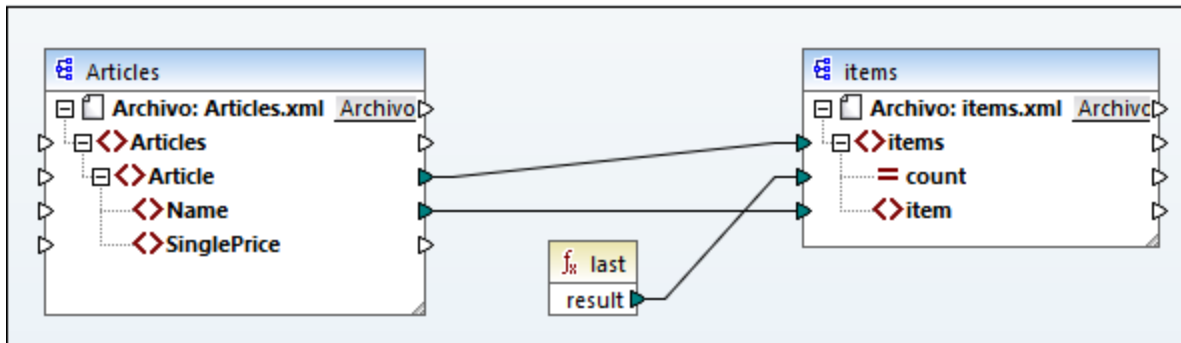 Articles
Archivo: Articles.xml Archivo
Articles
Article
Name
SinglePrice
items
Archivo: items.xml Archivo
items
= count
item
fx last
result